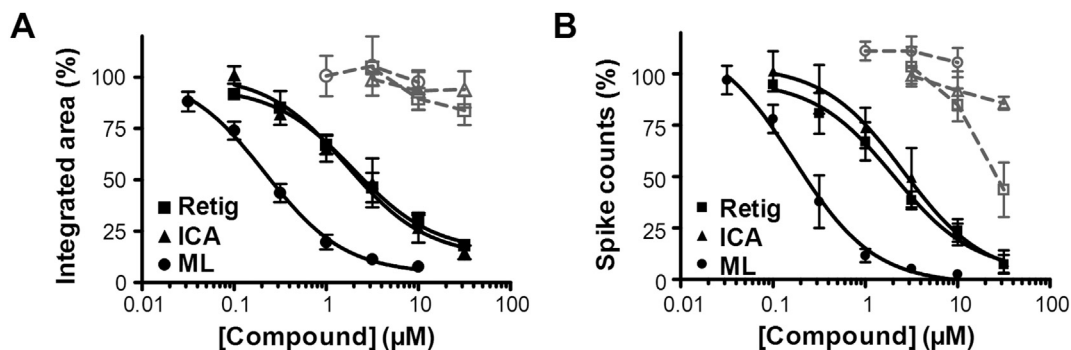 A
Integrated area (%)
100
75
50
25
0
Retig
ICA
ML
0.01
0.1
1
10
100
[Compound] (µM)
B
Spike counts (%)
100
75
50
25
0
Retig
ICA
ML
0.01
0.1
1
10
100
[Compound] (µM)